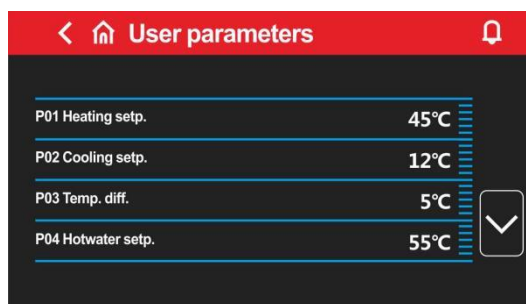 User parameters
P01 Heating setp. 45℃
P02 Cooling setp. 12℃
P03 Temp. diff. 5℃
P04 Hotwater setp. 55℃